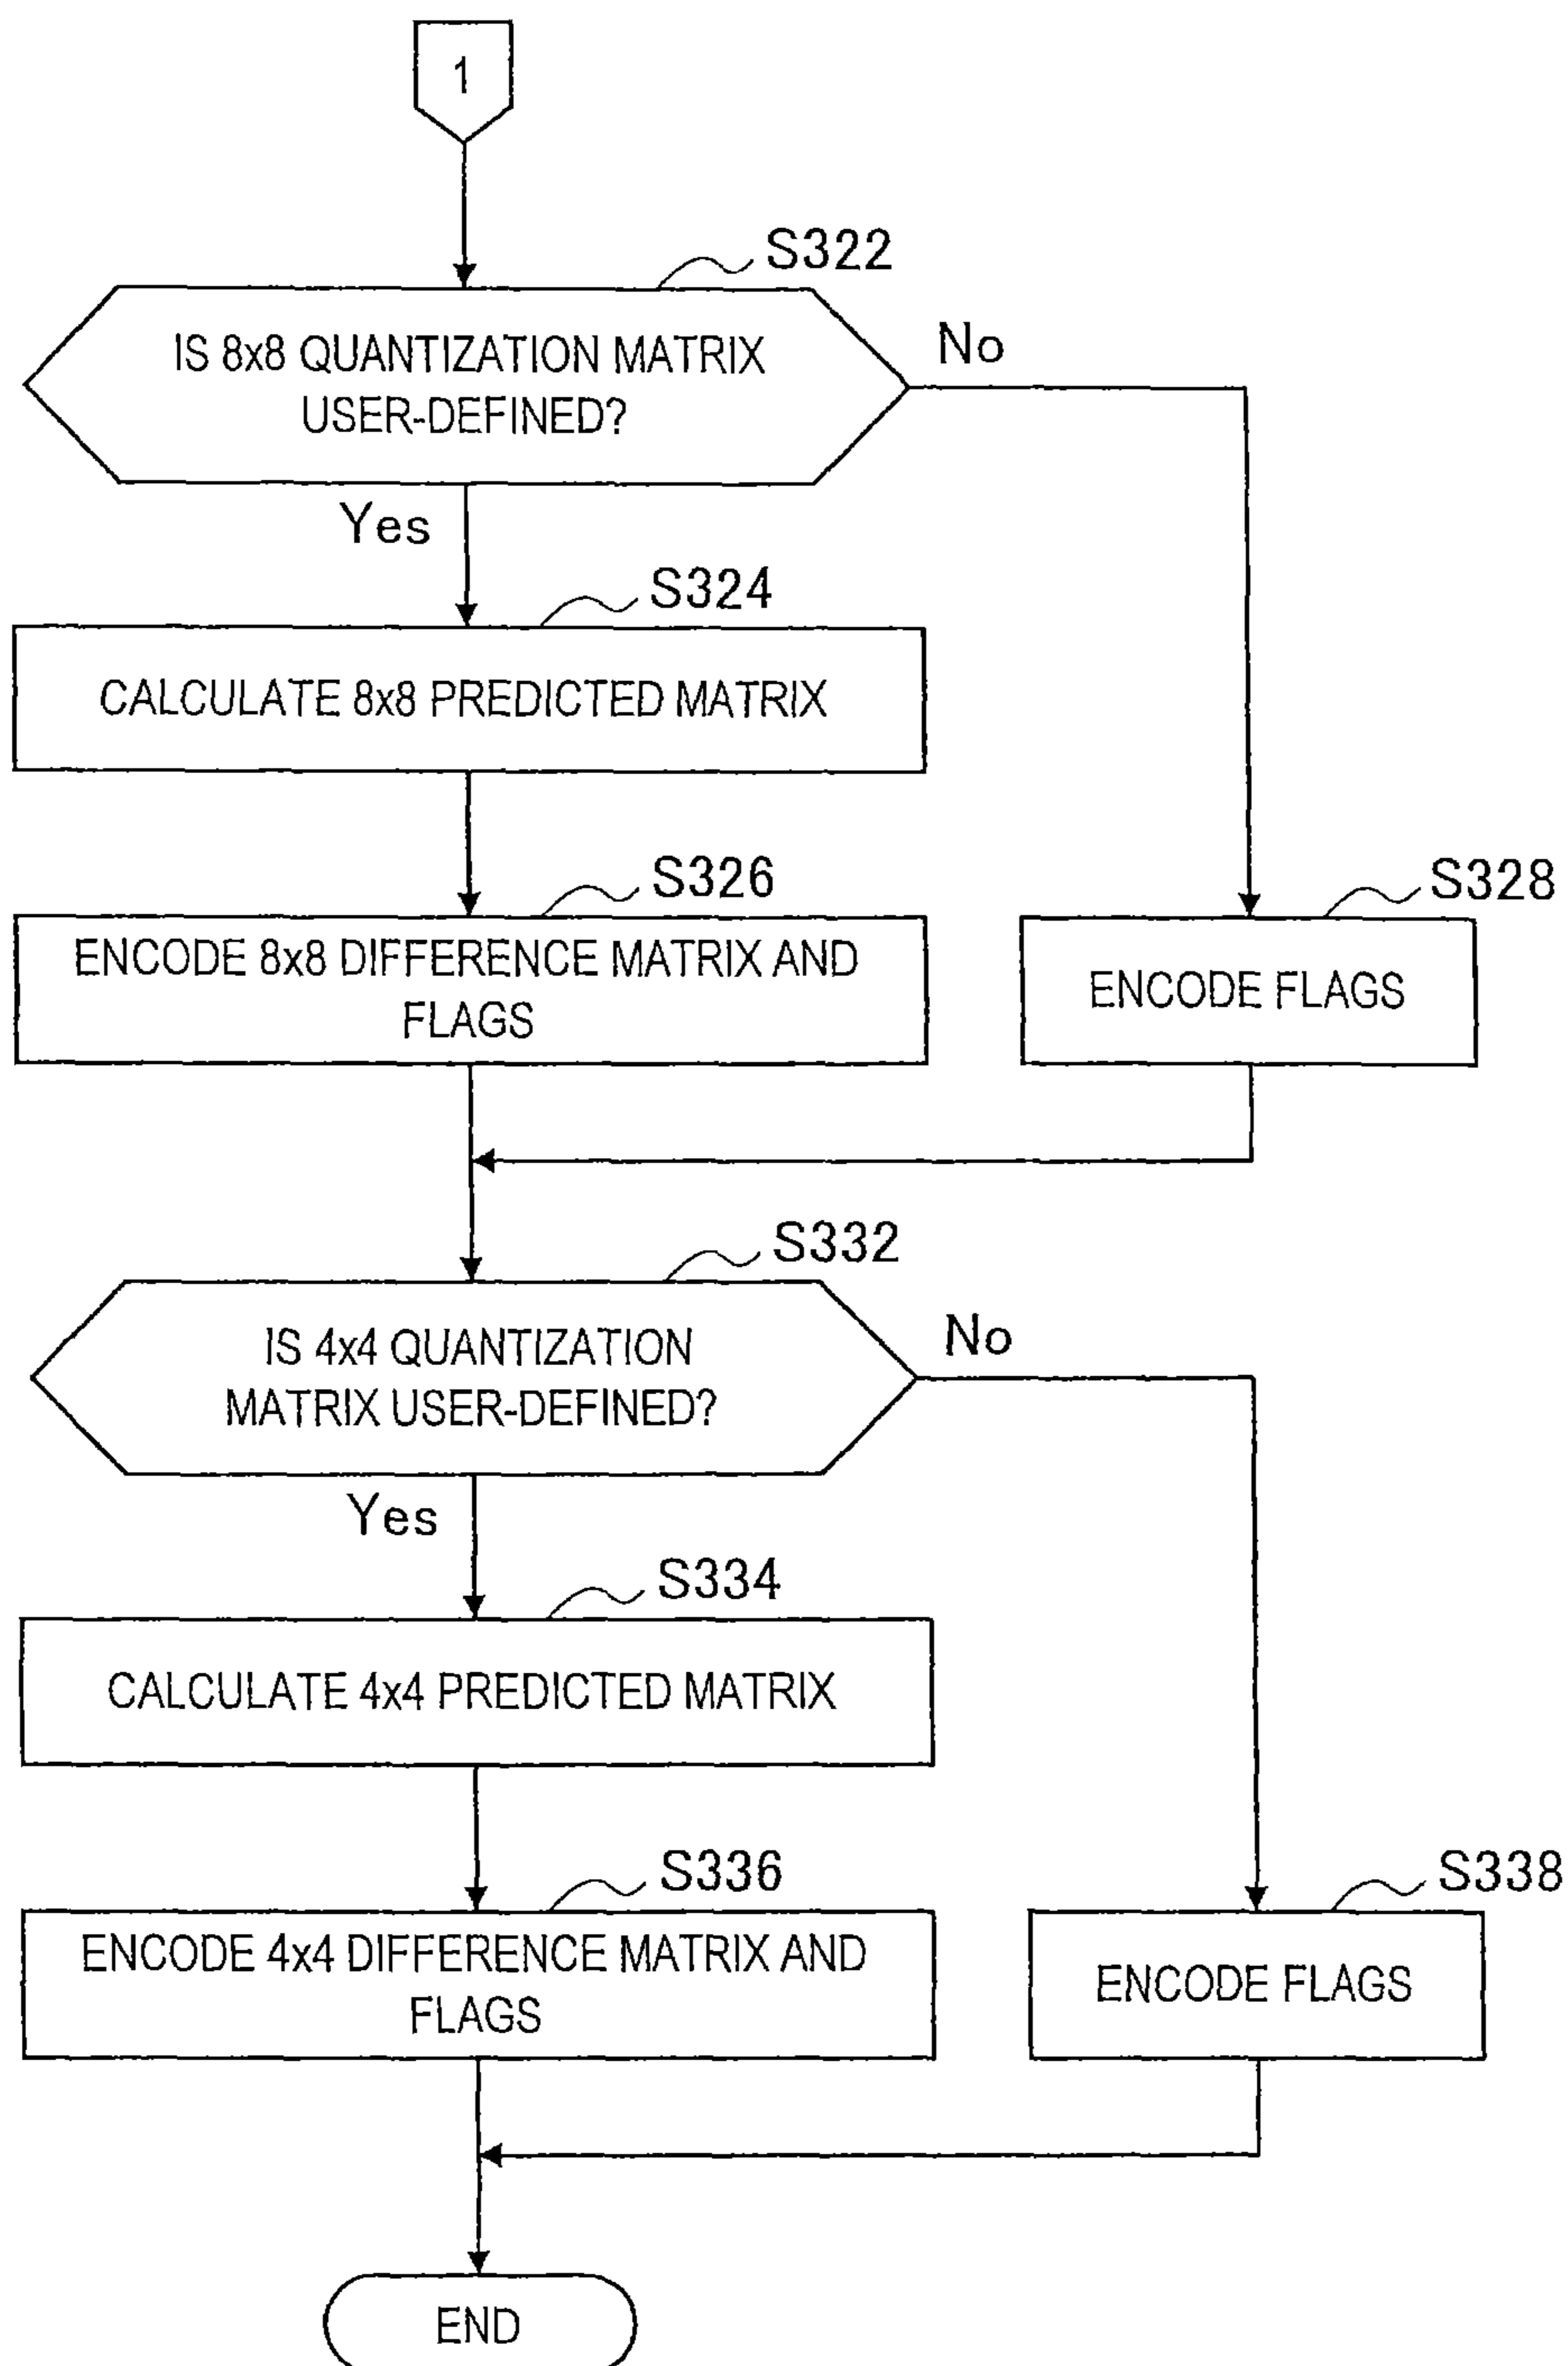 1
S322
IS 8x8 QUANTIZATION MATRIX
USER-DEFINED?
No
Yes
S324
CALCULATE 8x8 PREDICTED MATRIX
S326
ENCODE 8x8 DIFFERENCE MATRIX AND
FLAGS
S328
ENCODE FLAGS
S332
IS 4x4 QUANTIZATION
MATRIX USER-DEFINED?
No
Yes
S334
CALCULATE 4x4 PREDICTED MATRIX
S336
ENCODE 4x4 DIFFERENCE MATRIX AND
FLAGS
S338
ENCODE FLAGS
END